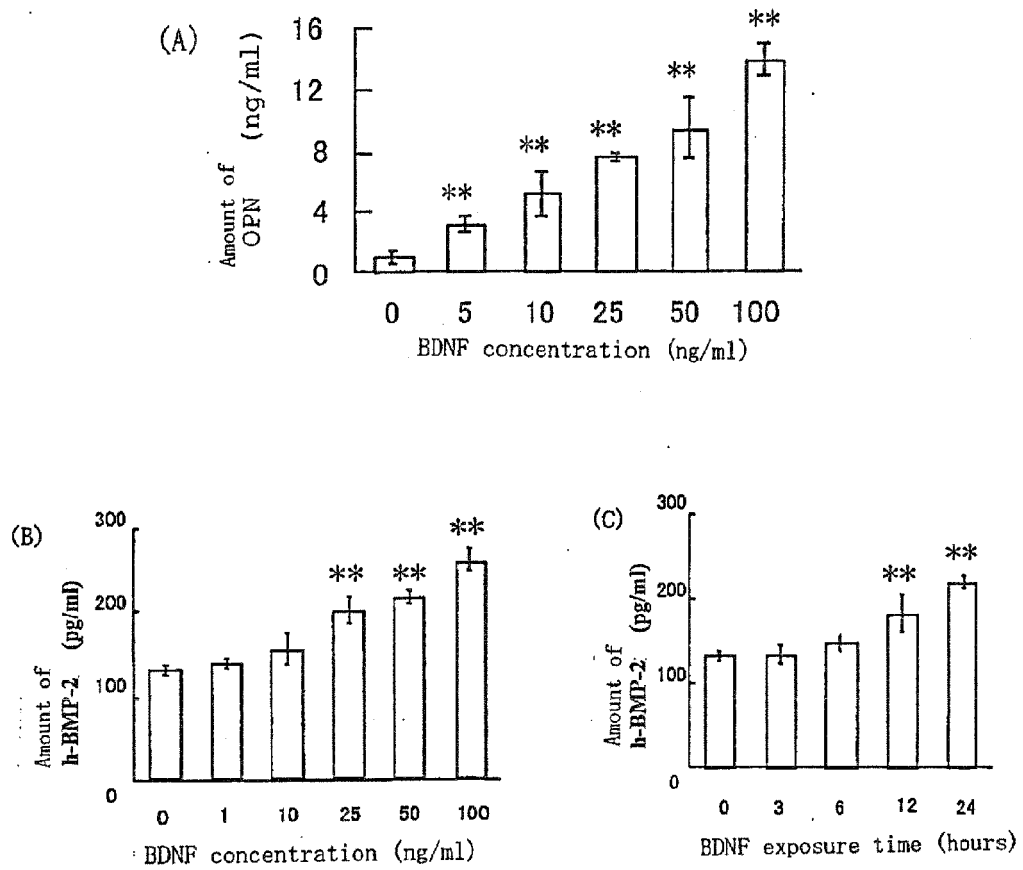 (A)
Amount of
OPN (ng/ml)
16
12
8
4
0
**
**
**
**
**
0 5 10 25 50 100
BDNF concentration (ng/ml)
(B)
Amount of
h-BMP-2 (pg/ml)
300
200
100
0
** ** **
0 1 10 25 50 100
BDNF concentration (ng/ml)
(C)
Amount of
h-BMP-2 (pg/ml)
300
200
100
0
** **
0 3 6 12 24
BDNF exposure time (hours)